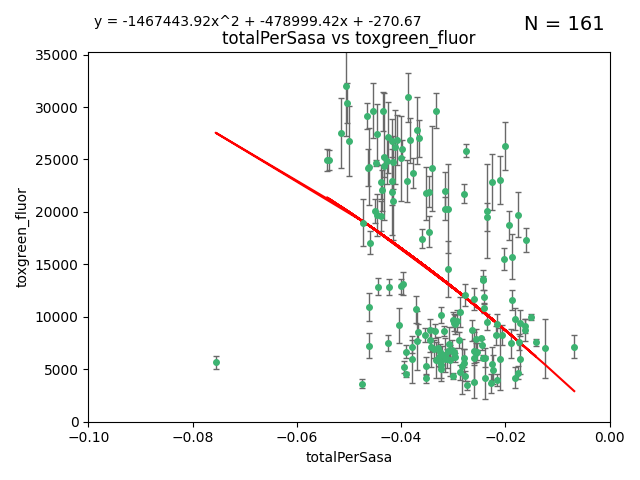 y = -1467443.92x^2 + -478999.42x + -270.67
N = 161
totalPerSasa vs toxgreen_fluor
35000
30000
25000
20000
15000
10000
5000
0
toxgreen_fluor
−0.10
−0.08
−0.06
−0.04
−0.02
0.00
totalPerSasa